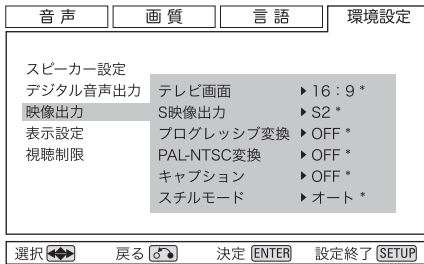 音声 画質 言語 環境設定
スピーカー設定
デジタル音声出力 テレビ画面 ▶ 16:9 *
映像出力 S映像出力 ▶ S2 *
表示設定 プログレッシブ変換 ▶ OFF *
視聴制限 PAL-NTSC変換 ▶ OFF *
キャプション ▶ OFF *
スチルモード ▶ オート *
選択 戻る 決定 ENTER 設定終了 SETUP